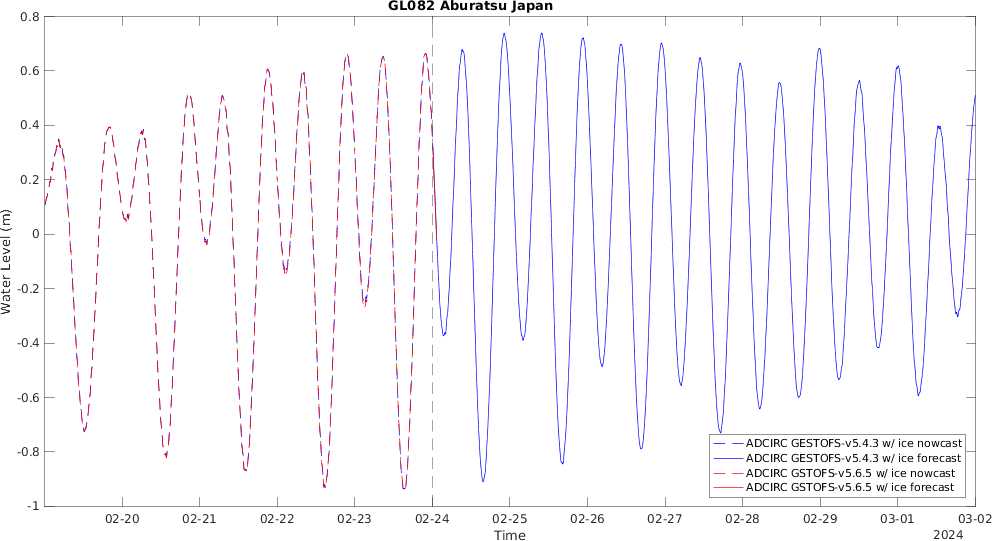 GL082 Aburatsu Japan
Water Level (m)
0.8
0.6
0.4
0.2
0
-0.2
-0.4
-0.6
-0.8
-1
ADCIRC GESTOFS-v5.4.3 w/ ice nowcast
ADCIRC GESTOFS-v5.4.3 w/ ice forecast
ADCIRC GSTOFS-v5.6.5 w/ ice nowcast
ADCIRC GSTOFS-v5.6.5 w/ ice forecast
02-20 02-21 02-22 02-23 02-24 02-25 02-26 02-27 02-28 02-29 03-01 03-02
Time
2024